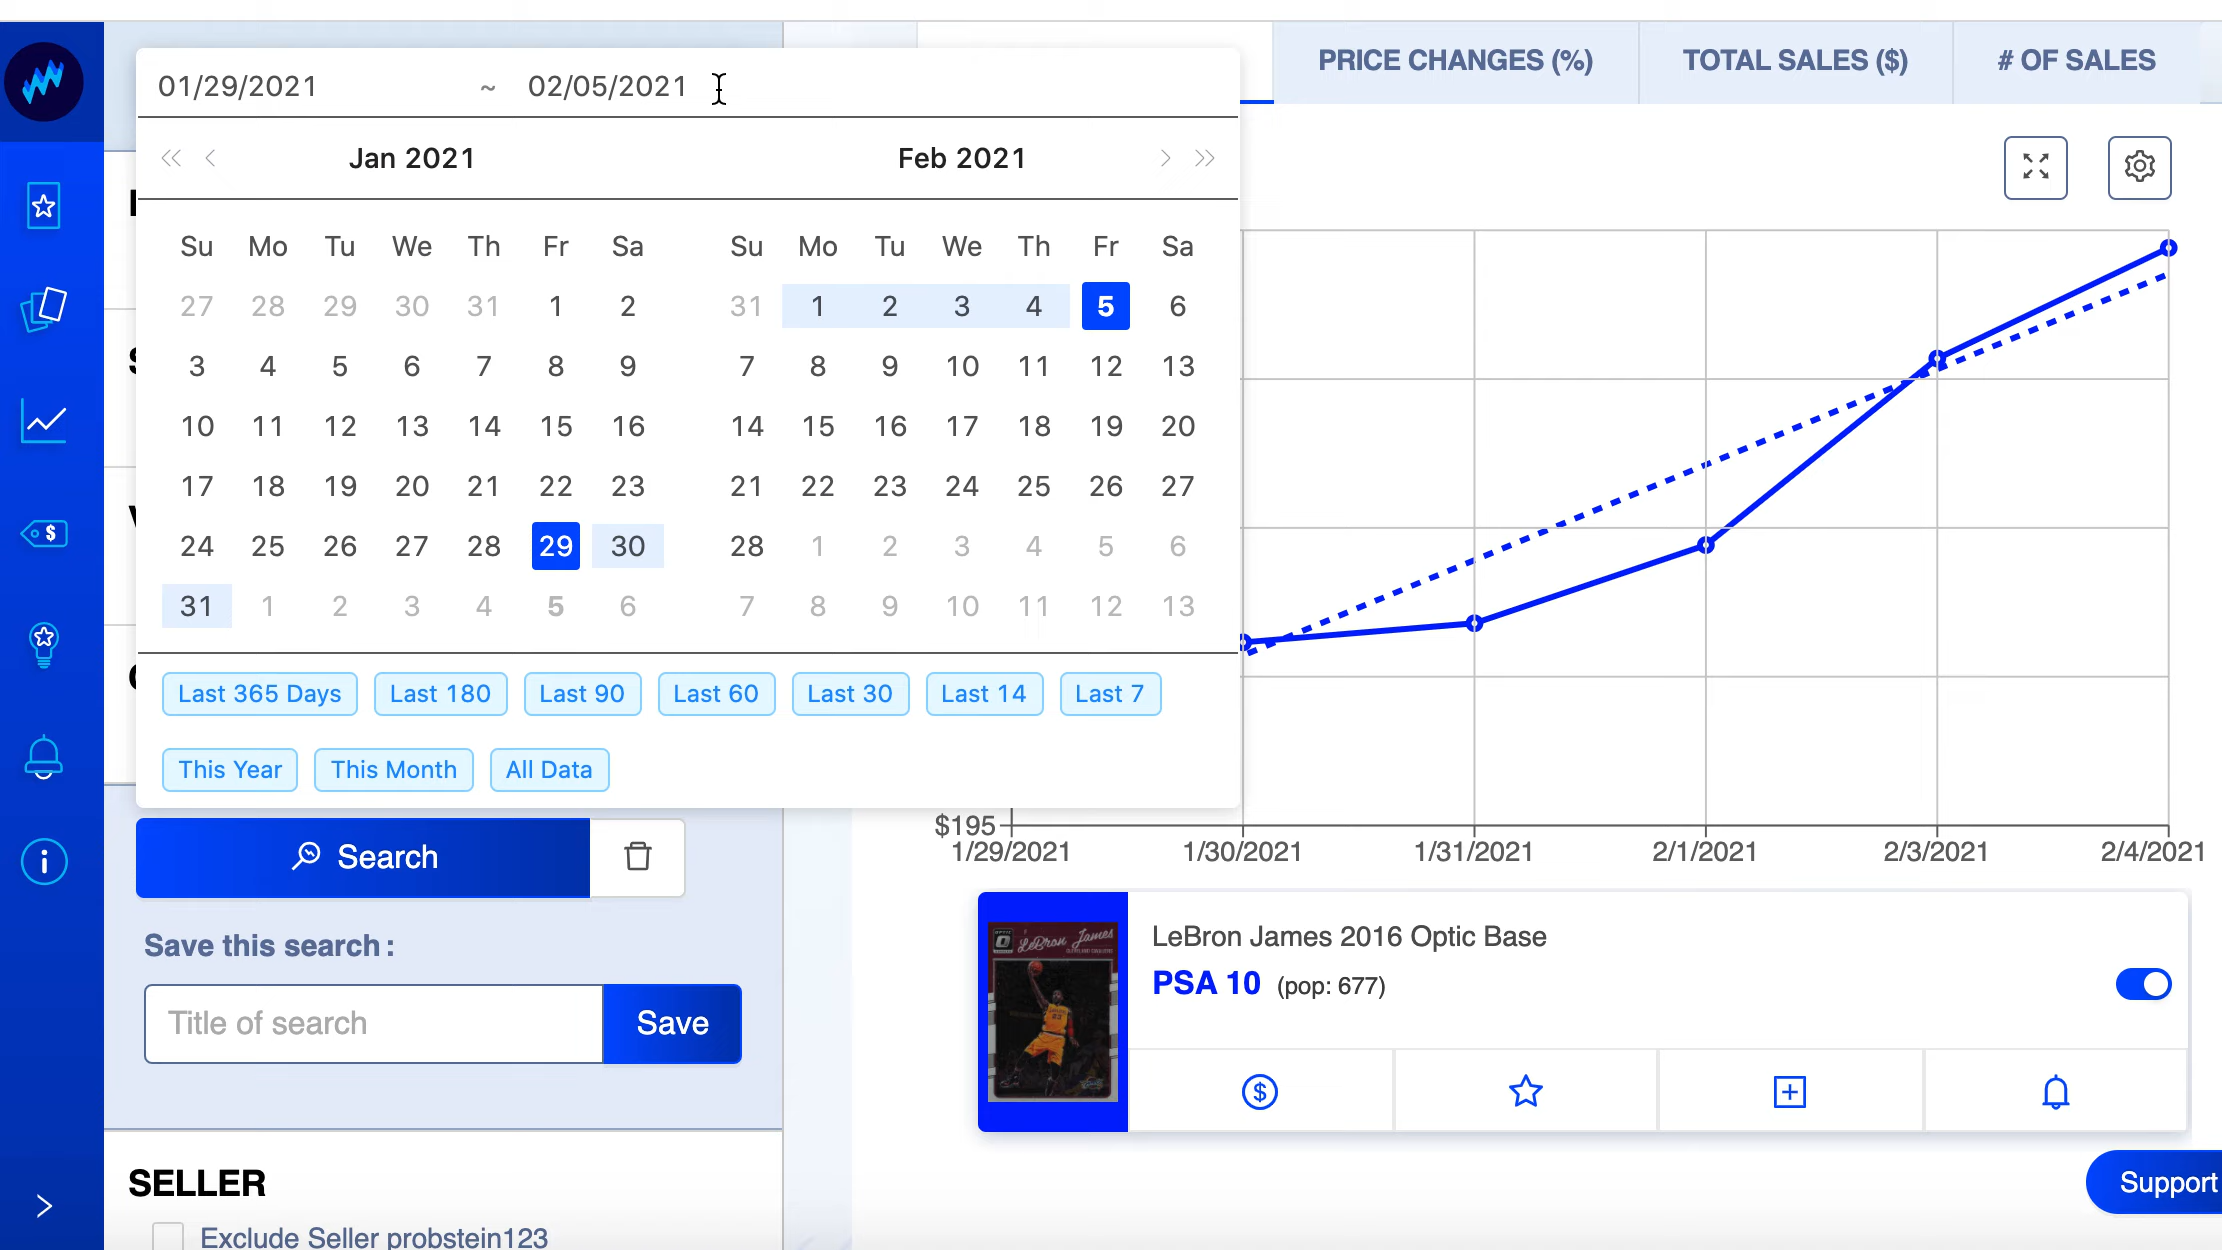 PRICE CHANGES (%) TOTAL SALES ($) # OF SALES
01/29/2021 ~ 02/05/2021
Jan 2021 Feb 2021
Su Mo Tu We Th Fr Sa Su Mo Tu We Th Fr Sa
27 28 29 30 31 1 2 31 1 2 3 4 5 6
3 4 5 6 7 8 9 7 8 9 10 11 12 13
10 11 12 13 14 15 16 14 15 16 17 18 19 20
17 18 19 20 21 22 23 21 22 23 24 25 26 27
24 25 26 27 28 29 30 28 1 2 3 4 5 6
31 1 2 3 4 5 6 7 8 9 10 11 12 13
Last 365 Days Last 180 Last 90 Last 60 Last 30 Last 14 Last 7
This Year This Month All Data
$195
1/29/2021 1/30/2021 1/31/2021 2/1/2021 2/3/2021 2/4/2021
Search
Save this search:
Title of search Save
LeBron James
LeBron James 2016 Optic Base
PSA 10 (pop: 677)
SELLER
Exclude Seller probstein123
Support